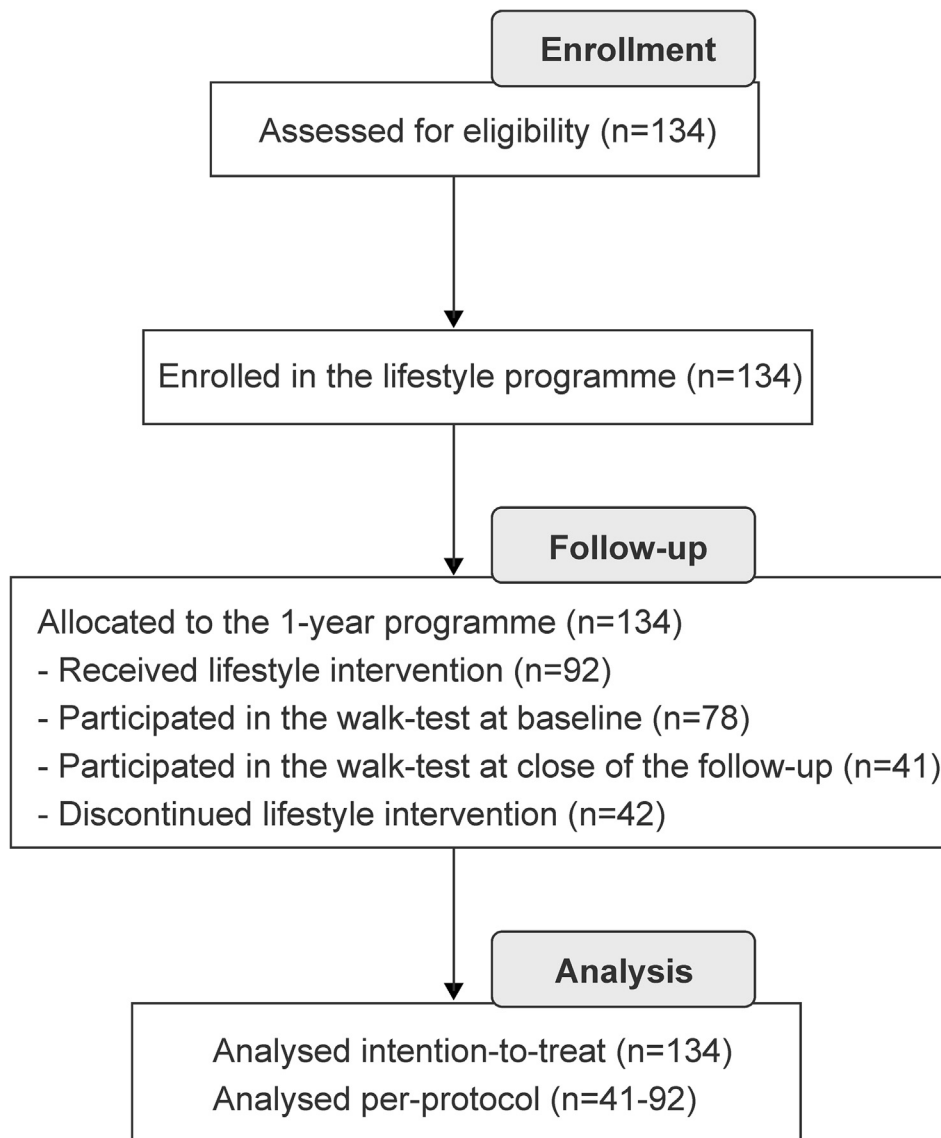 Enrollment
Assessed for eligibility (n=134)
Enrolled in the lifestyle programme (n=134)
Follow-up
Allocated to the 1-year programme (n=134)
- Received lifestyle intervention (n=92)
- Participated in the walk-test at baseline (n=78)
- Participated in the walk-test at close of the follow-up (n=41)
- Discontinued lifestyle intervention (n=42)
Analysis
Analysed intention-to-treat (n=134)
Analysed per-protocol (n=41-92)